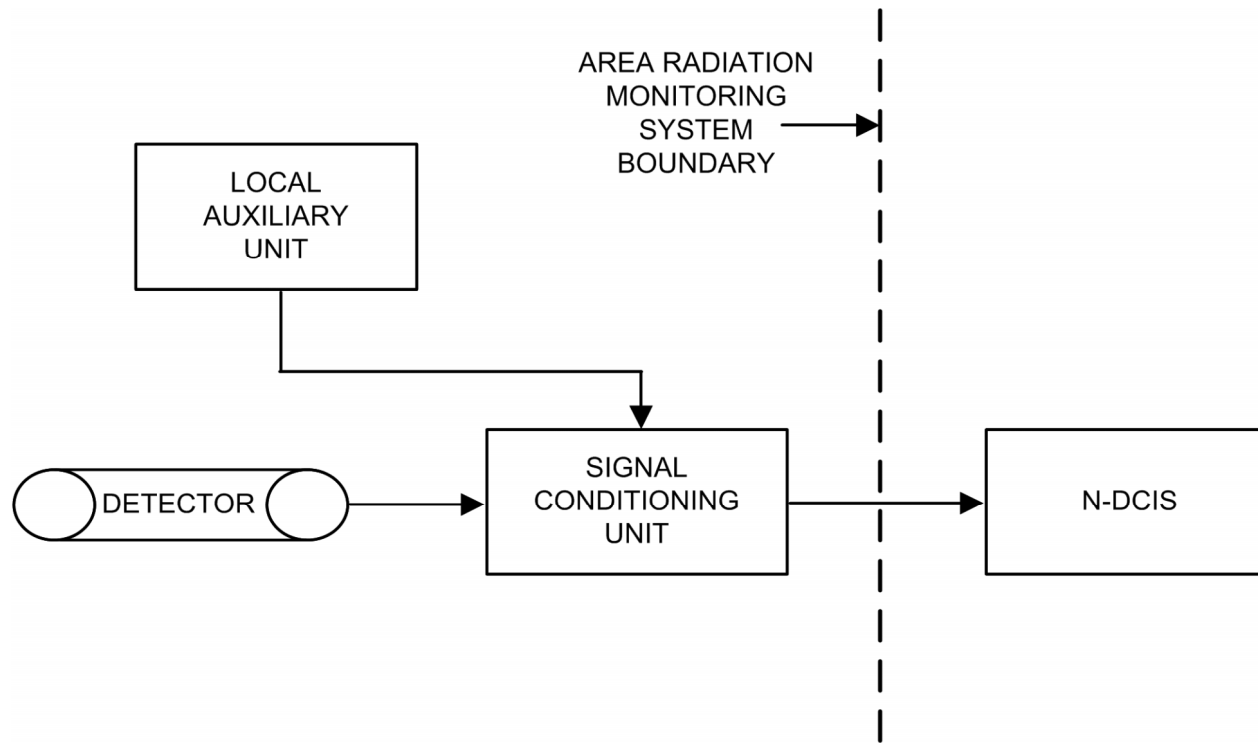 AREA RADIATION
MONITORING
SYSTEM
BOUNDARY
LOCAL
AUXILIARY
UNIT
DETECTOR
SIGNAL
CONDITIONING
UNIT
N-DCIS